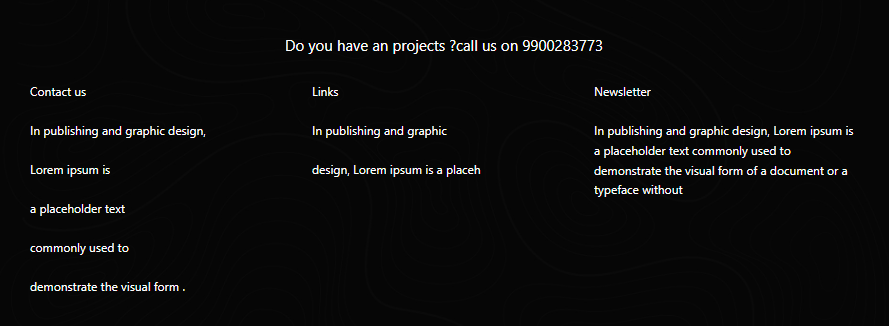 Do you have an projects ?call us on 9900283773
Contact us
In publishing and graphic design,
Lorem ipsum is
a placeholder text
commonly used to
demonstrate the visual form .
Links
In publishing and graphic
design, Lorem ipsum is a placeh
Newsletter
In publishing and graphic design, Lorem ipsum is
a placeholder text commonly used to
demonstrate the visual form of a document or a
typeface without